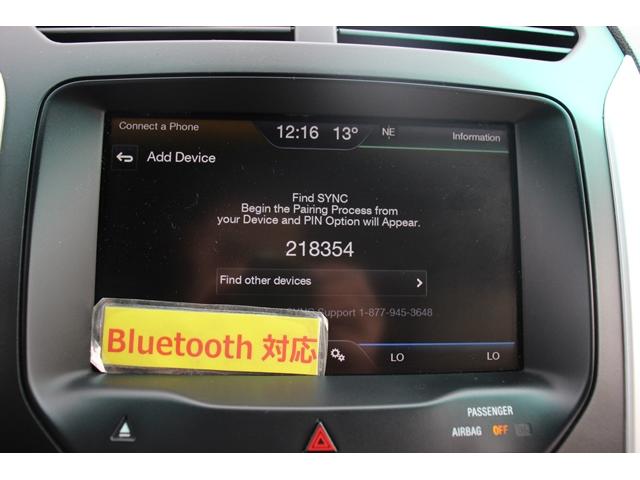 Connect a Phone
12:16 13° NE
Information
Add Device
Find SYNC
Begin the Pairing Process from
your Device and PIN Option will Appear.
218354
Find other devices
Support 1-877-945-3648
Bluetooth 対応
LO
LO
PASSENGER
AIRBAG OFF